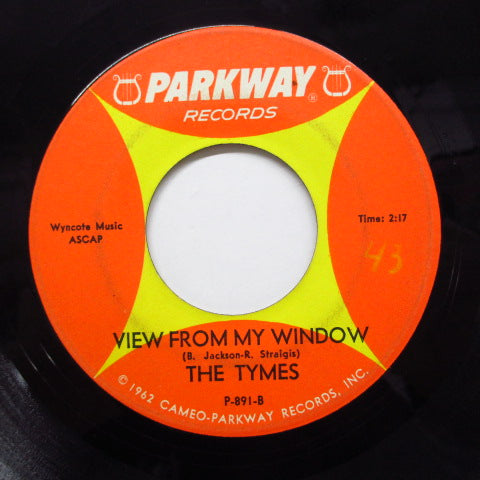 PARKWAY®
RECORDS
Wyncote Music
ASCAP
Time: 2:17
43
VIEW FROM MY WINDOW
(B. Jackson-R. Straigis)
THE TYMES
P-891-B
© 1962 CAMEO-PARKWAY RECORDS, INC.